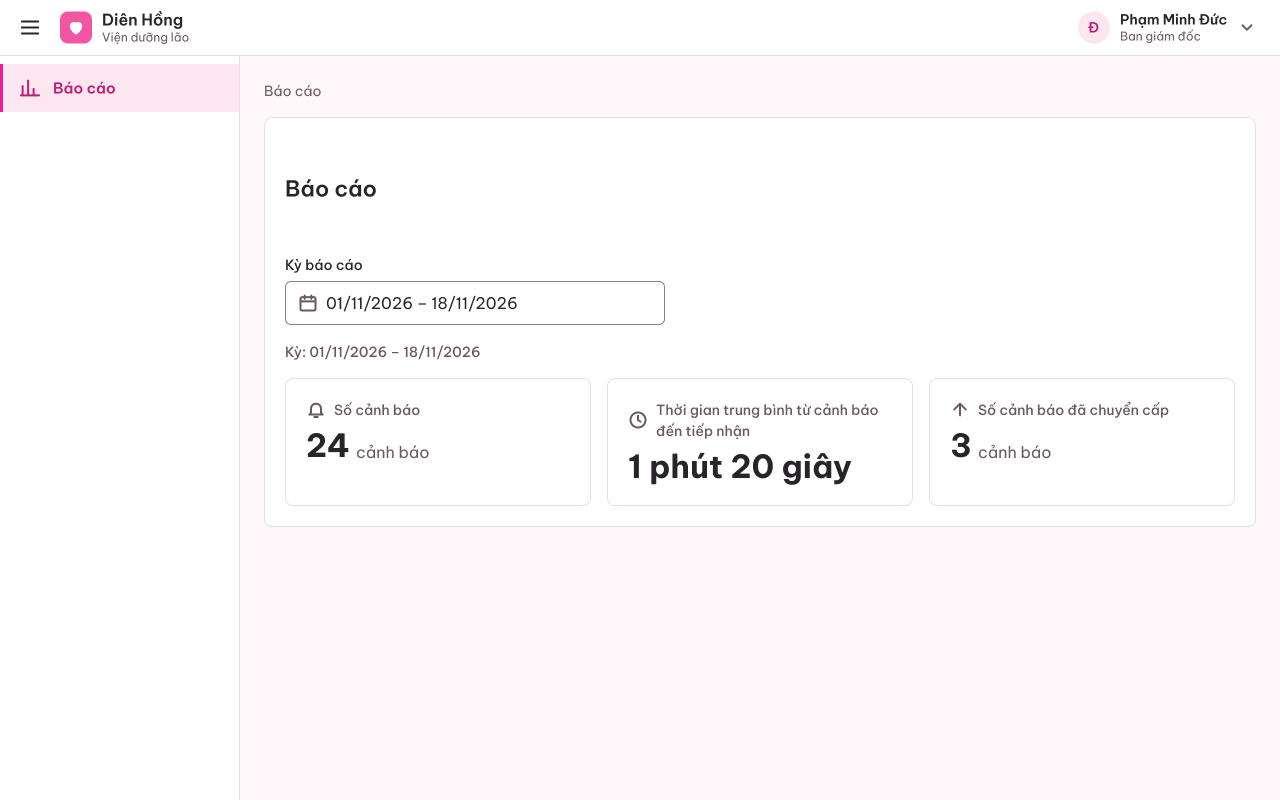 Diên Hồng
Viện dưỡng lão
Đ
Phạm Minh Đức
Ban giám đốc
Báo cáo
Báo cáo
Báo cáo
Kỳ báo cáo
01/11/2026 – 18/11/2026
Kỳ: 01/11/2026 – 18/11/2026
Số cảnh báo
24 cảnh báo
Thời gian trung bình từ cảnh báo
đến tiếp nhận
1 phút 20 giây
Số cảnh báo đã chuyển cấp
3 cảnh báo